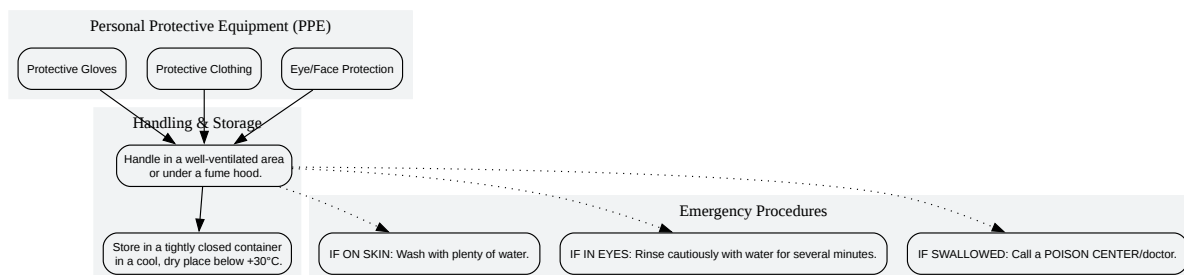 Personal Protective Equipment (PPE)
Protective Gloves
Protective Clothing
Eye/Face Protection
Handling & Storage
Handle in a well-ventilated area
or under a fume hood.
Store in a tightly closed container
in a cool, dry place below +30°C.
Emergency Procedures
IF ON SKIN: Wash with plenty of water.
IF IN EYES: Rinse cautiously with water for several minutes.
IF SWALLOWED: Call a POISON CENTER/doctor.